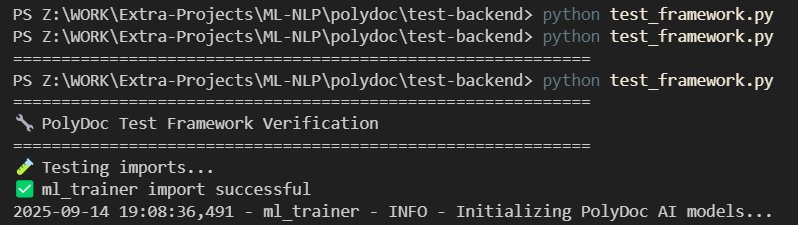 PS Z:\WORK\Extra-Projects\ML-NLP\polydoc\test-backend> python test_framework.py
PS Z:\WORK\Extra-Projects\ML-NLP\polydoc\test-backend> python test_framework.py
============================================================
PS Z:\WORK\Extra-Projects\ML-NLP\polydoc\test-backend> python test_framework.py
============================================================
🔧 PolyDoc Test Framework Verification
============================================================
🧪 Testing imports...
✅ ml_trainer import successful
2025-09-14 19:08:36,491 - ml_trainer - INFO - Initializing PolyDoc AI models...